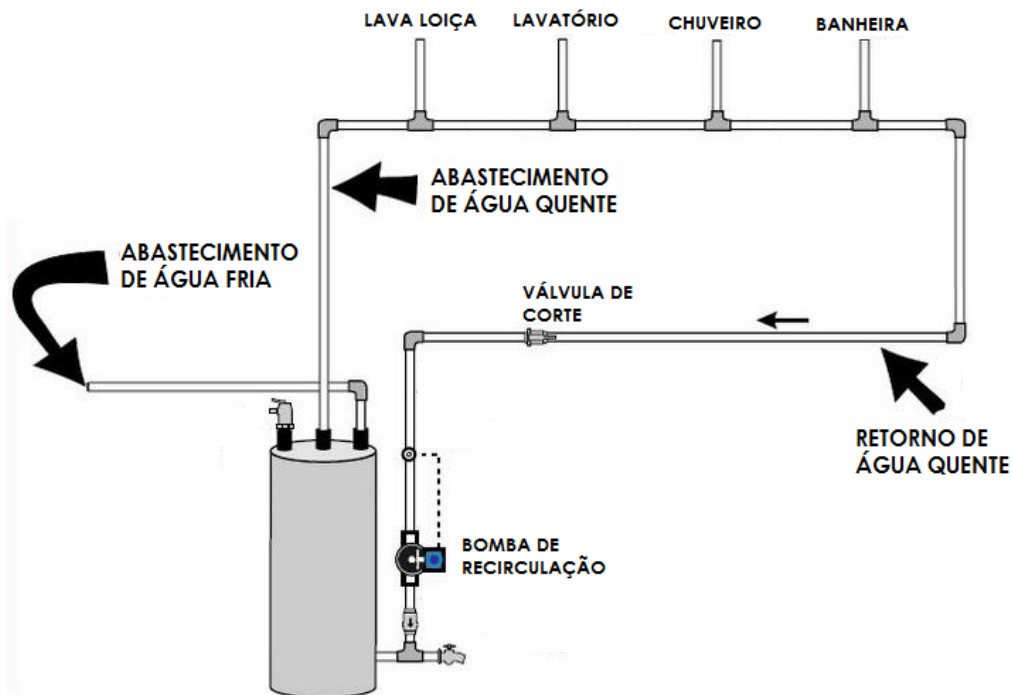 LAVA LOIÇA
LAVATÓRIO
CHUVEIRO
BANHEIRA
ABASTECIMENTO
DE ÁGUA QUENTE
ABASTECIMENTO
DE ÁGUA FRIA
VÁLVULA DE
CORTE
RETORNO DE
ÁGUA QUENTE
BOMBA DE
RECIRCULAÇÃO